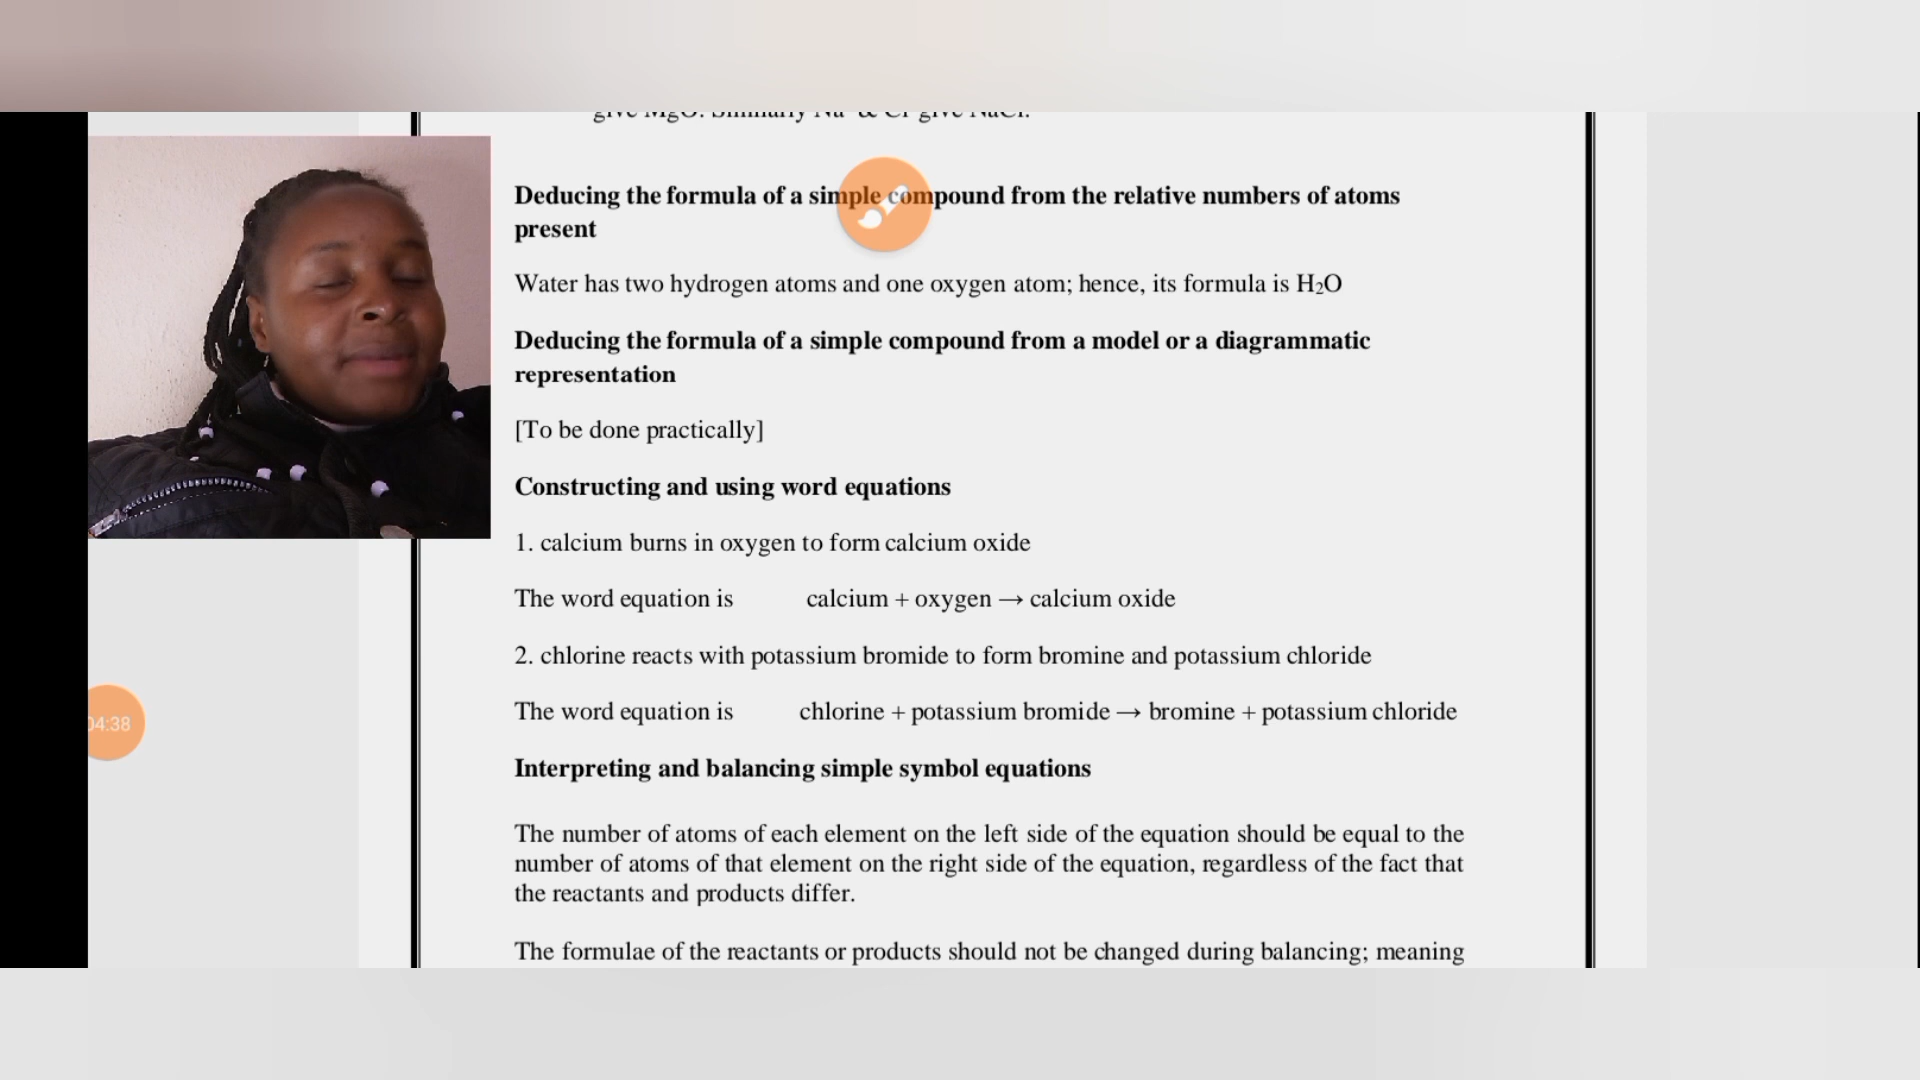 give MgO. Similarly Na & Cl give NaCl.
Deducing the formula of a simple compound from the relative numbers of atoms
present
Water has two hydrogen atoms and one oxygen atom; hence, its formula is H₂O
Deducing the formula of a simple compound from a model or a diagrammatic
representation
[To be done practically]
Constructing and using word equations
1. calcium burns in oxygen to form calcium oxide
The word equation is calcium + oxygen → calcium oxide
2. chlorine reacts with potassium bromide to form bromine and potassium chloride
The word equation is chlorine + potassium bromide → bromine + potassium chloride
04:38
Interpreting and balancing simple symbol equations
The number of atoms of each element on the left side of the equation should be equal to the
number of atoms of that element on the right side of the equation, regardless of the fact that
the reactants and products differ.
The formulae of the reactants or products should not be changed during balancing; meaning